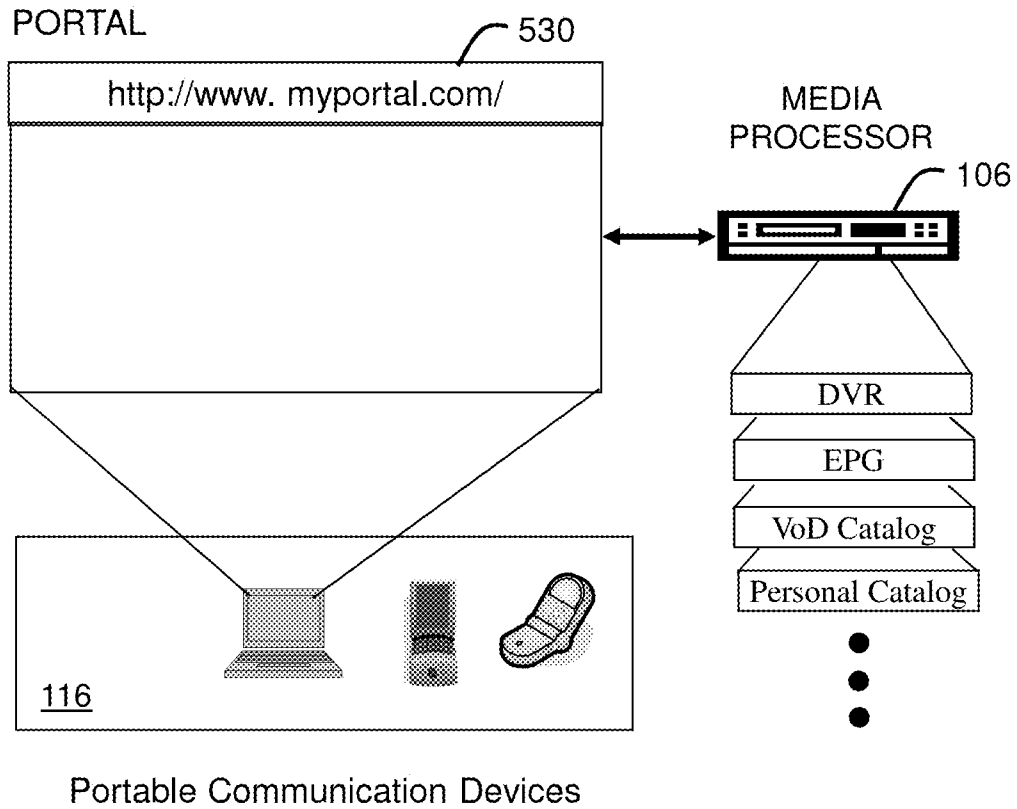 PORTAL
530
http://www. myportal.com/
MEDIA
PROCESSOR
106
DVR
EPG
VoD Catalog
Personal Catalog
116
Portable Communication Devices